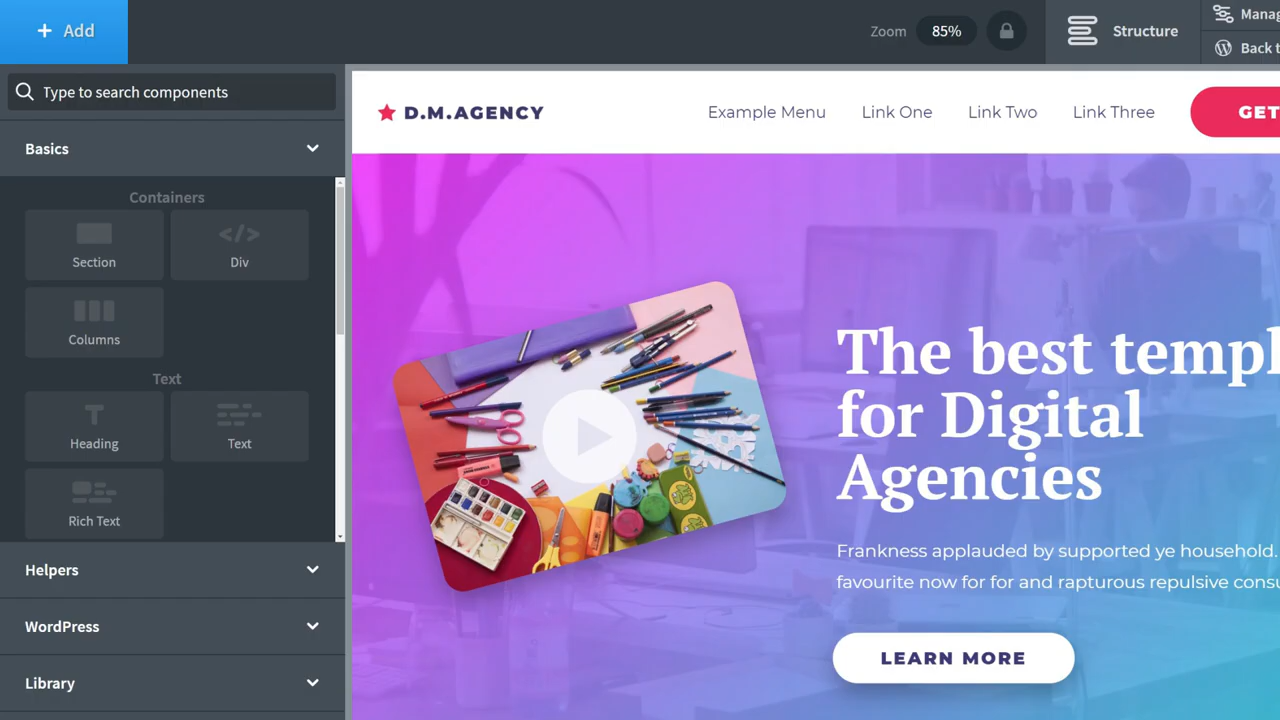 Add
Zoom 85%
Structure
Manag
Back t
Type to search components
Basics
Containers
Section
Div
Columns
Text
Heading
Text
Rich Text
Helpers
WordPress
Library
D.M.AGENCY
Example Menu Link One Link Two Link Three GET
The best templ
for Digital
Agencies
Frankness applauded by supported ye household.
favourite now for for and rapturous repulsive consu
LEARN MORE